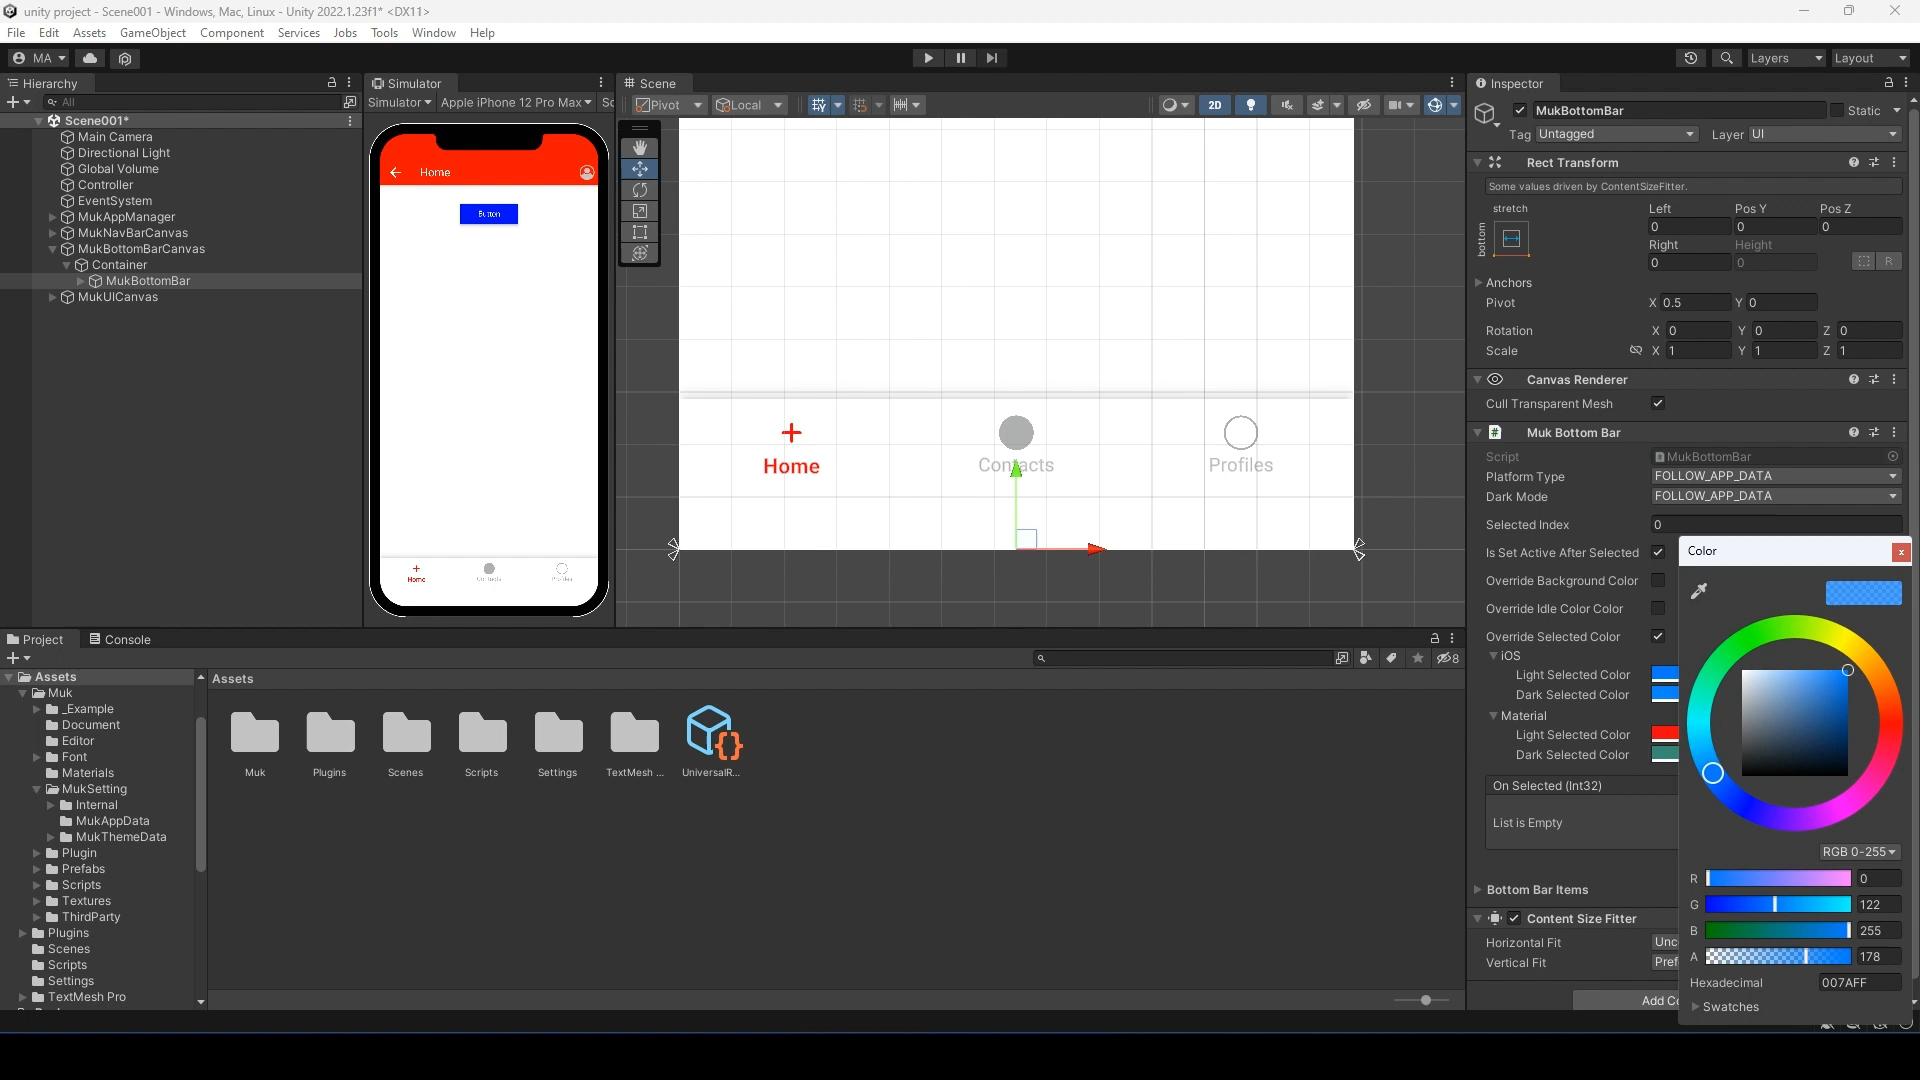 unity project - Scene001 - Windows, Mac, Linux - Unity 2022.1.23f1* <DX11>
File Edit Assets GameObject Component Services Jobs Tools Window Help
MA Layers Layout
Hierarchy
All
Scene001*
Main Camera
Directional Light
Global Volume
Controller
EventSystem
MukAppManager
MukNavBarCanvas
MukBottomBarCanvas
Container
MukBottomBar
MukUICanvas
Simulator
Simulator Apple iPhone 12 Pro Max Sc
Home
Button
Home Contacts Profiles
Scene
Pivot Local 2D
Home Contacts Profiles
Inspector
MukBottomBar Static
Tag Untagged Layer UI
Rect Transform
Some values driven by ContentSizeFitter.
stretch Left Pos Y Pos Z
bottom 0 0 0
Right Height
0 0 R
Anchors
Pivot X 0.5 Y 0
Rotation X 0 Y 0 Z 0
Scale X 1 Y 1 Z 1
Canvas Renderer
Cull Transparent Mesh
Muk Bottom Bar
Script MukBottomBar
Platform Type FOLLOW_APP_DATA
Dark Mode FOLLOW_APP_DATA
Selected Index 0
Is Set Active After Selected
Override Background Color
Override Idle Color Color
Override Selected Color
iOS
Light Selected Color
Dark Selected Color
Material
Light Selected Color
Dark Selected Color
On Selected (Int32)
List is Empty
Bottom Bar Items
Content Size Fitter
Horizontal Fit Unc
Vertical Fit Pref
Add Co
Color x
RGB 0-255
R 0
G 122
B 255
A 178
Hexadecimal 007AFF
Swatches
Project Console
8
Assets
Muk
_Example
Document
Editor
Font
Materials
MukSetting
Internal
MukAppData
MukThemeData
Plugin
Prefabs
Scripts
Textures
ThirdParty
Plugins
Scenes
Scripts
Settings
TextMesh Pro
Assets
Muk Plugins Scenes Scripts Settings TextMesh ... UniversalR...